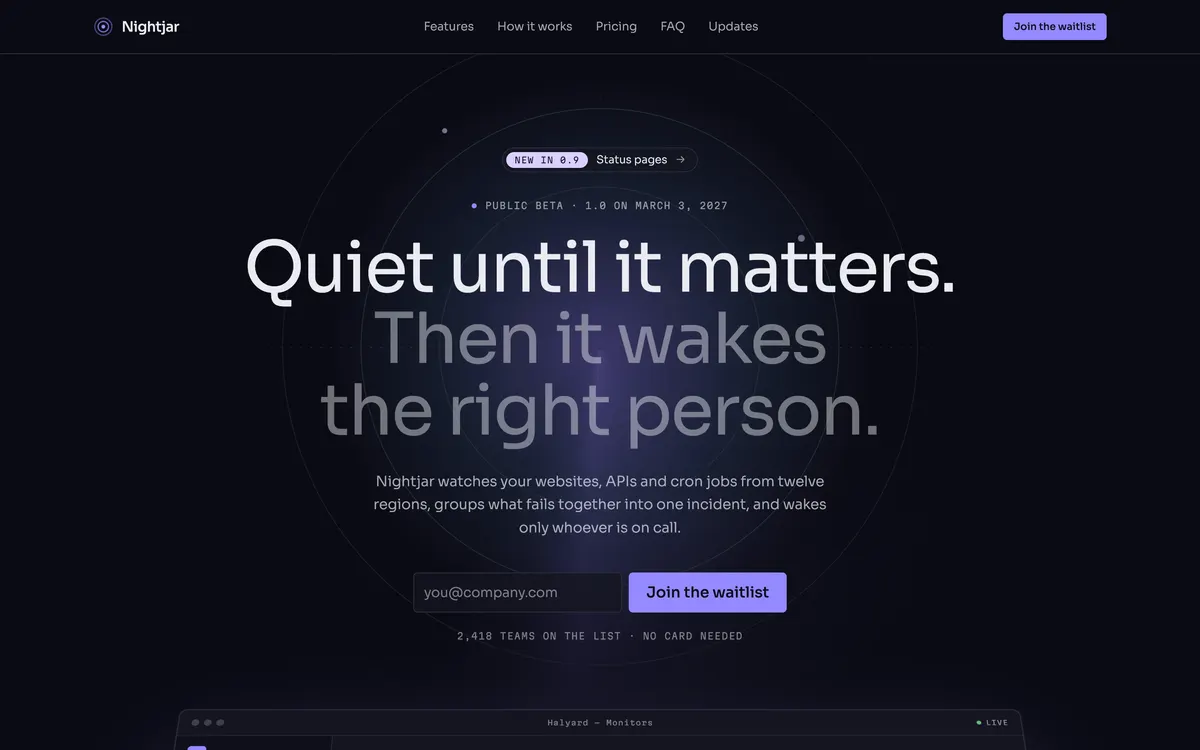 Nightjar
Features
How it works
Pricing
FAQ
Updates
Join the waitlist
NEW IN 0.9 Status pages →
PUBLIC BETA · 1.0 ON MARCH 3, 2027
Quiet until it matters.
Then it wakes
the right person.
Nightjar watches your websites, APIs and cron jobs from twelve
regions, groups what fails together into one incident, and wakes
only whoever is on call.
you@company.com
Join the waitlist
2,418 TEAMS ON THE LIST · NO CARD NEEDED
Halyard — Monitors
LIVE